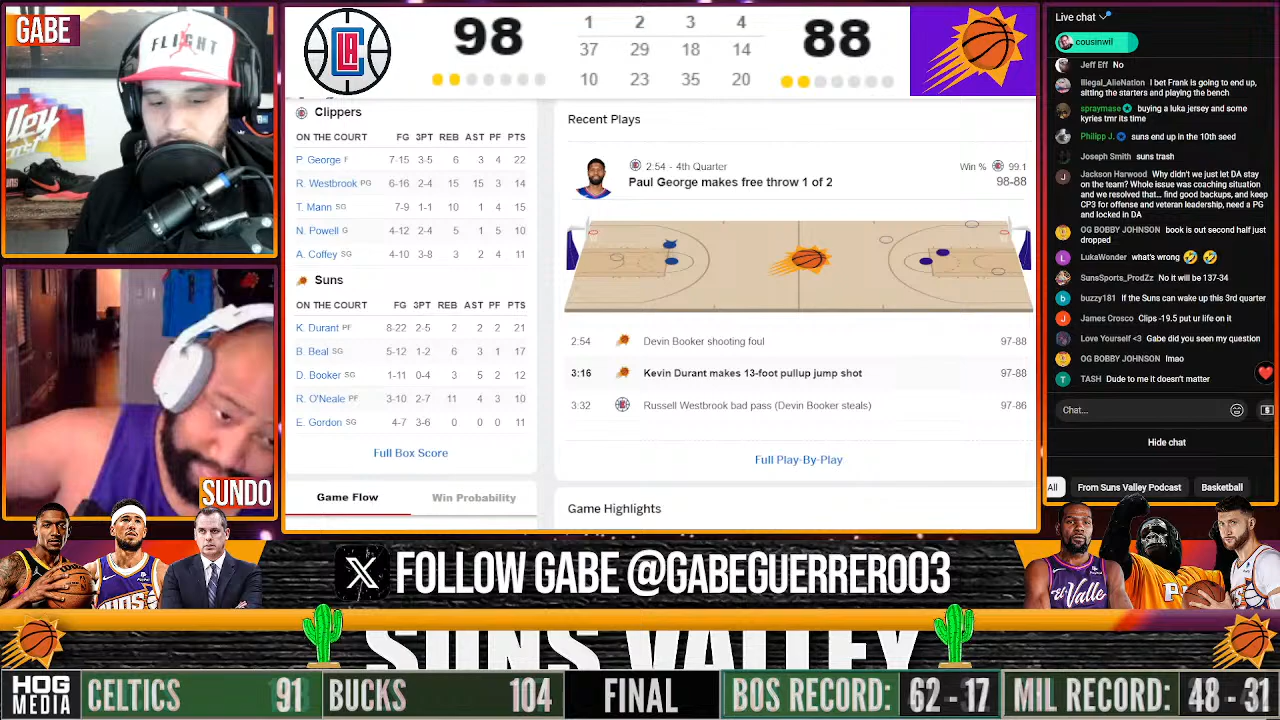 GABE
FLIGHT
98
1 2 3 4
37 29 18 14
10 23 35 20
88
Clippers
ON THE COURT FG 3PT REB AST PF PTS
P. George F 7-15 3-5 6 3 4 22
R. Westbrook PG 6-16 2-4 15 15 3 14
T. Mann SG 7-9 1-1 10 1 4 15
N. Powell G 4-12 2-4 5 1 5 10
A. Coffey SG 4-10 3-8 3 2 4 11
Suns
ON THE COURT FG 3PT REB AST PF PTS
K. Durant PF 8-22 2-5 2 2 2 21
B. Beal SG 5-12 1-2 6 3 1 17
D. Booker SG 1-11 0-4 3 5 2 12
R. O'Neale PF 3-10 2-7 11 4 3 10
E. Gordon SG 4-7 3-6 0 0 0 11
Full Box Score
Game Flow Win Probability
Recent Plays
2:54 - 4th Quarter Win % 99.1
Paul George makes free throw 1 of 2 98-88
2:54 Devin Booker shooting foul 97-88
3:16 Kevin Durant makes 13-foot pullup jump shot 97-88
3:32 Russell Westbrook bad pass (Devin Booker steals) 97-86
Full Play-By-Play
Game Highlights
Live chat
cousinwil
Jeff Eff No
Illegal_AlieNation I bet Frank is going to end up,
sitting the starters and playing the bench
spraymase buying a luka jersey and some
kyries tmr its time
Philipp J. suns end up in the 10th seed
Joseph Smith suns trash
Jackson Harwood Why didn't we just let DA stay
on the team? Whole issue was coaching situation
and we resolved that... find good backups, and keep
CP3 for offense and veteran leadership, need a PG
and locked in DA
OG BOBBY JOHNSON book is out second half just
dropped
LukaWonder what's wrong 🤣 🤣
SunsSports_ProdZz No it will be 137-34
buzzy181 If the Suns can wake up this 3rd quarter
James Crosco Clips -19.5 put ur life on it
Love Yourself <3 Gabe did you seen my question
OG BOBBY JOHNSON lmao
TASH Dude to me it doesn't matter
Chat...
Hide chat
All From Suns Valley Podcast Basketball
SUNDO
FOLLOW GABE @GABEGUERRERO03
SUNS VALLEY
HOG
MEDIA
CELTICS 91 BUCKS 104 FINAL BOS RECORD: 62 - 17 MIL RECORD: 48 - 31